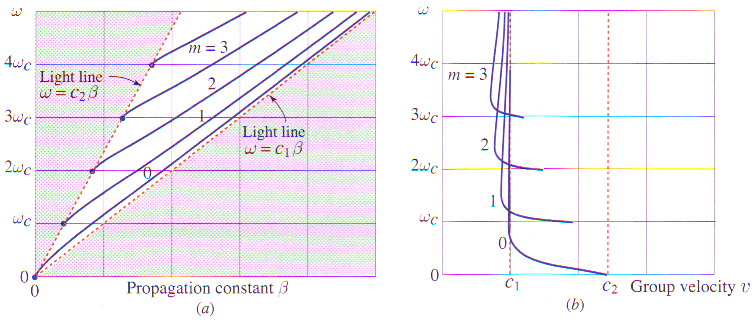 ω
4ωc
3ωc
2ωc
ωc
0
0
Light line
ω = c₂β
m = 3
2
1
0
Light line
ω = c₁β
Propagation constant β
(a)
ω
4ωc
3ωc
2ωc
ωc
0
m = 3
2
1
0
c₁
c₂
Group velocity υ
(b)